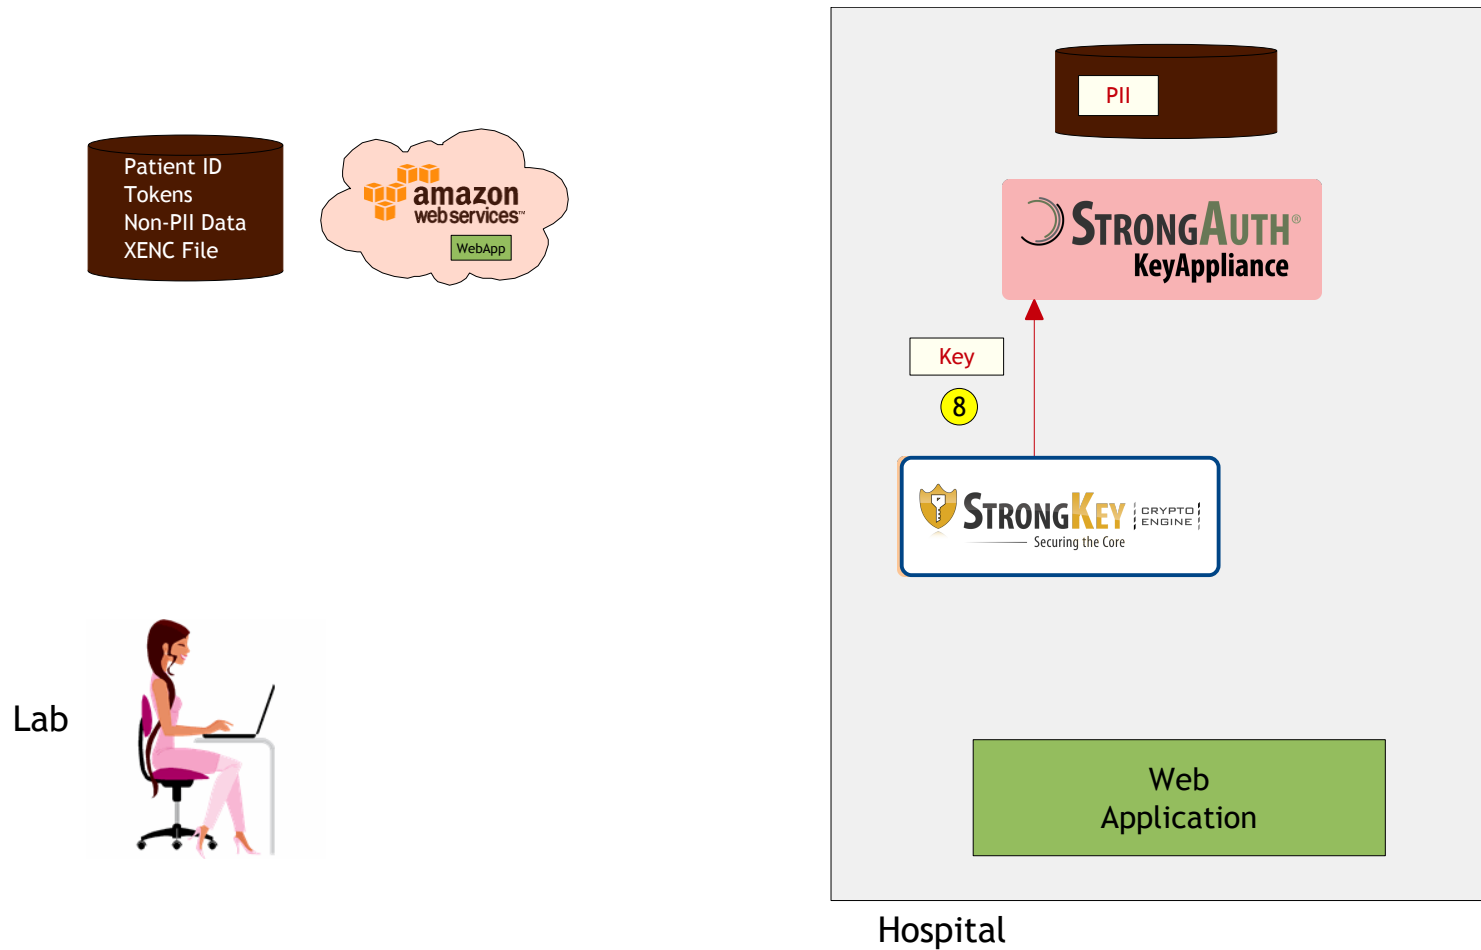 PII
Patient ID
Tokens
Non-PII Data
XENC File
amazon
webservices™
WebApp
STRONGAUTH®
KeyAppliance
Key
8
STRONGKEY CRYPTO ENGINE
Securing the Core
Lab
Web
Application
Hospital